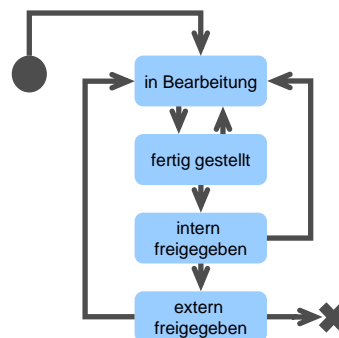 in Bearbeitung
fertig gestellt
intern
freigegeben
extern
freigegeben